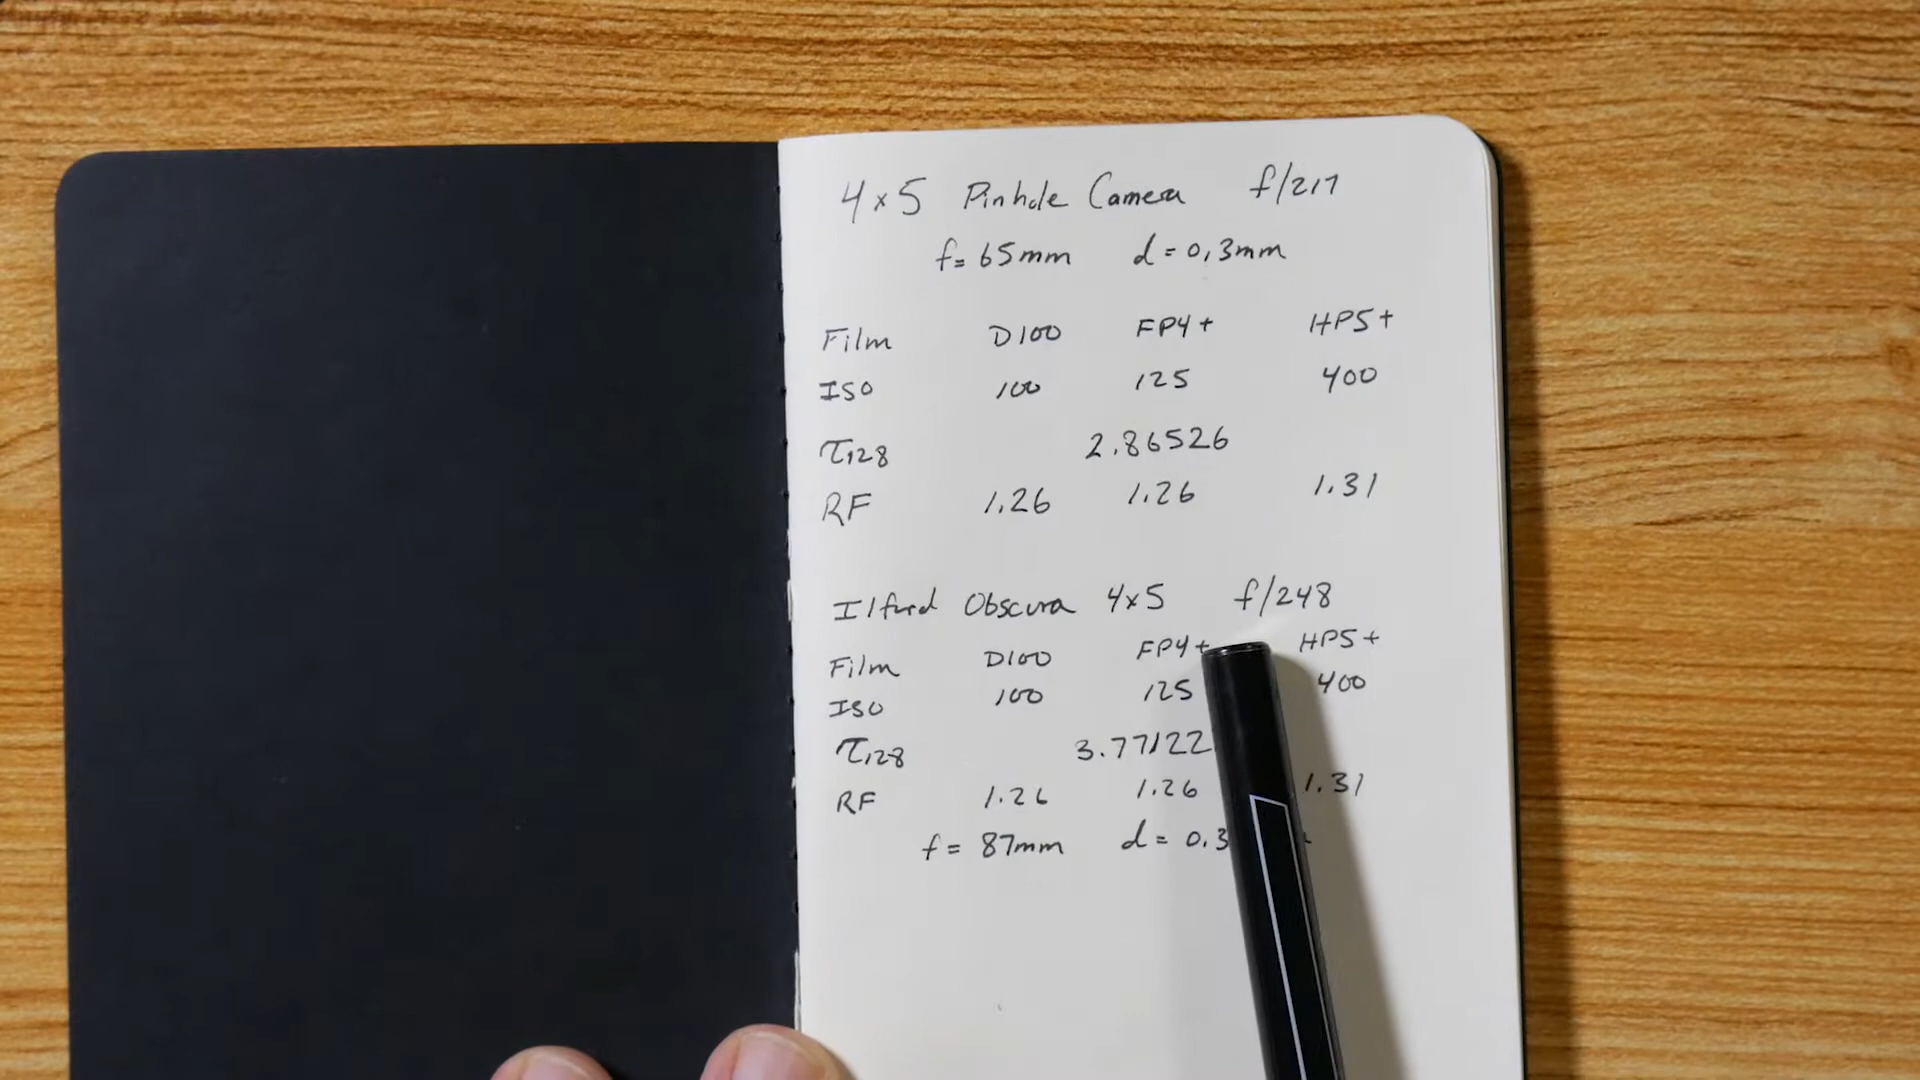 4x5 Pinhole Camera f/217
f= 65mm d=0,3mm
Film D100 FP4+ HP5+
ISO 100 125 400
τ128 2.86526
RF 1.26 1.26 1.31
Ilford Obscura 4x5 f/248
Film D100 FP4+ HP5+
ISO 100 125 400
τ128 3.77122
RF 1.26 1.26 1.31
f= 87mm d= 0.3